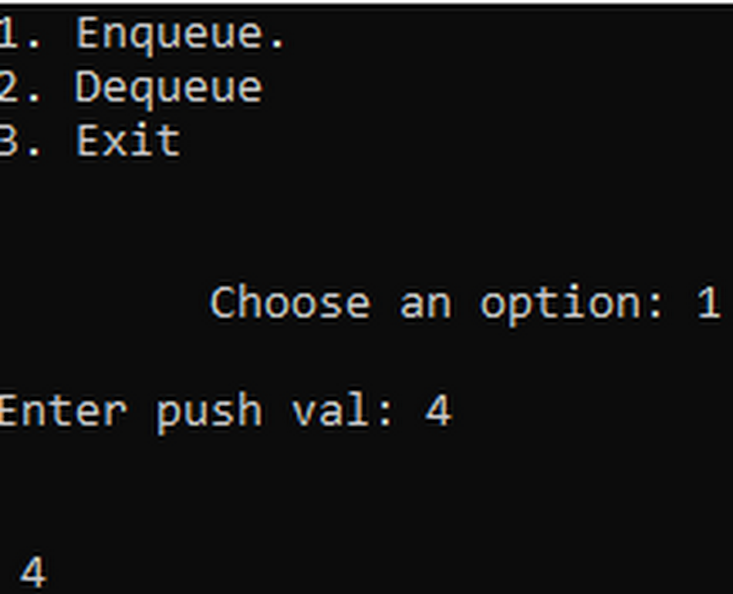 1. Enqueue.
2. Dequeue
3. Exit
Choose an option: 1
Enter push val: 4
4